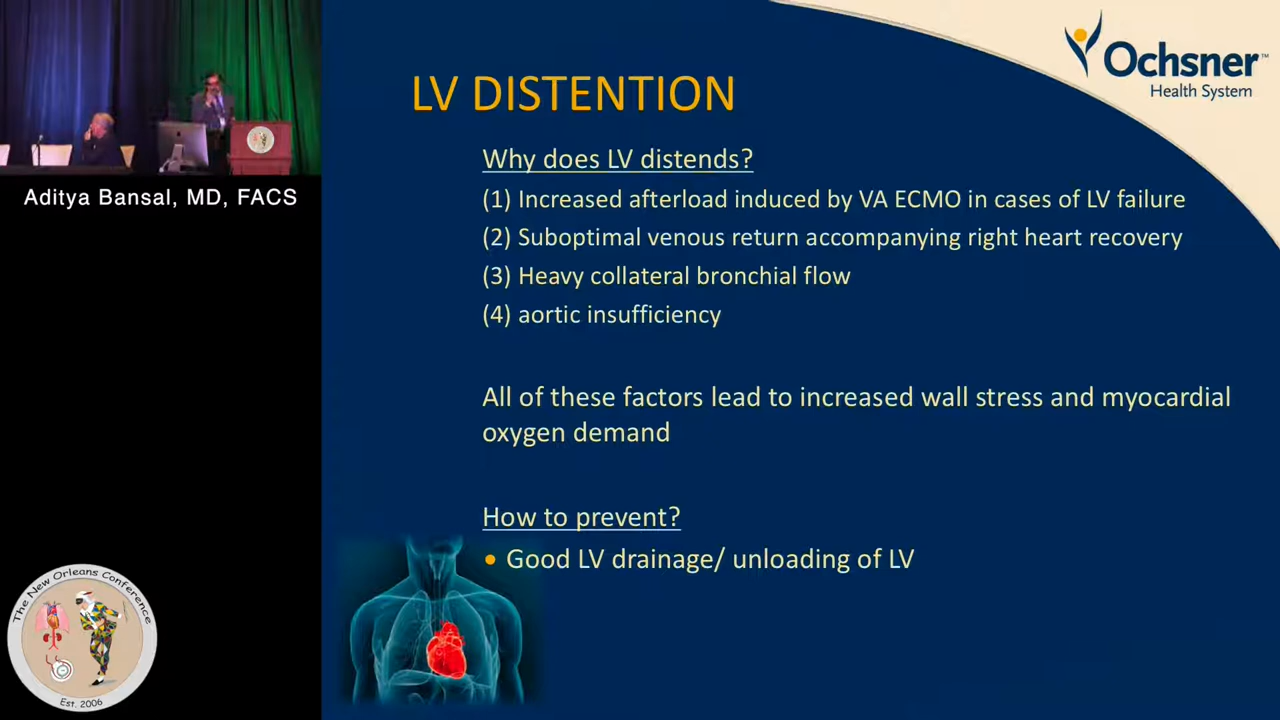 LV DISTENTION
Ochsner™
Health System
Why does LV distends?
(1) Increased afterload induced by VA ECMO in cases of LV failure
(2) Suboptimal venous return accompanying right heart recovery
(3) Heavy collateral bronchial flow
(4) aortic insufficiency
All of these factors lead to increased wall stress and myocardial
oxygen demand
How to prevent?
• Good LV drainage/ unloading of LV
Aditya Bansal, MD, FACS
The New Orleans Conference
Est. 2006